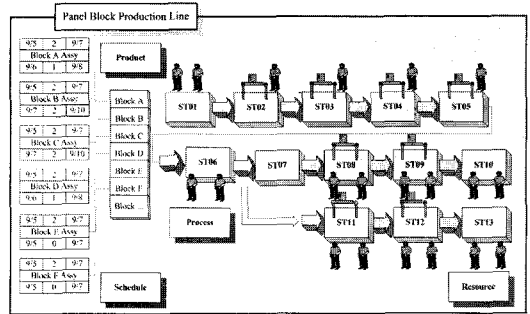 Panel Block Production Line
9/5 2 9/7
Block A Assy
9/6 1 9/8
9/5 2 9/7
Block B Assy
9/7 2 9/10
9/5 2 9/7
Block C Assy
9/7 2 9/10
9/5 2 9/7
Block D Assy
9/6 1 9/8
9/5 2 9/7
Block E Assy
9/5 0 9/7
9/5 2 9/7
Block F Assy
9/5 0 9/7
Product
Block A
Block B
Block C
Block D
Block E
Block F
Block ...
ST01
ST02
ST03
ST04
ST05
ST06
ST07
ST08
ST09
ST10
ST11
ST12
ST13
Process
Schedule
Resource